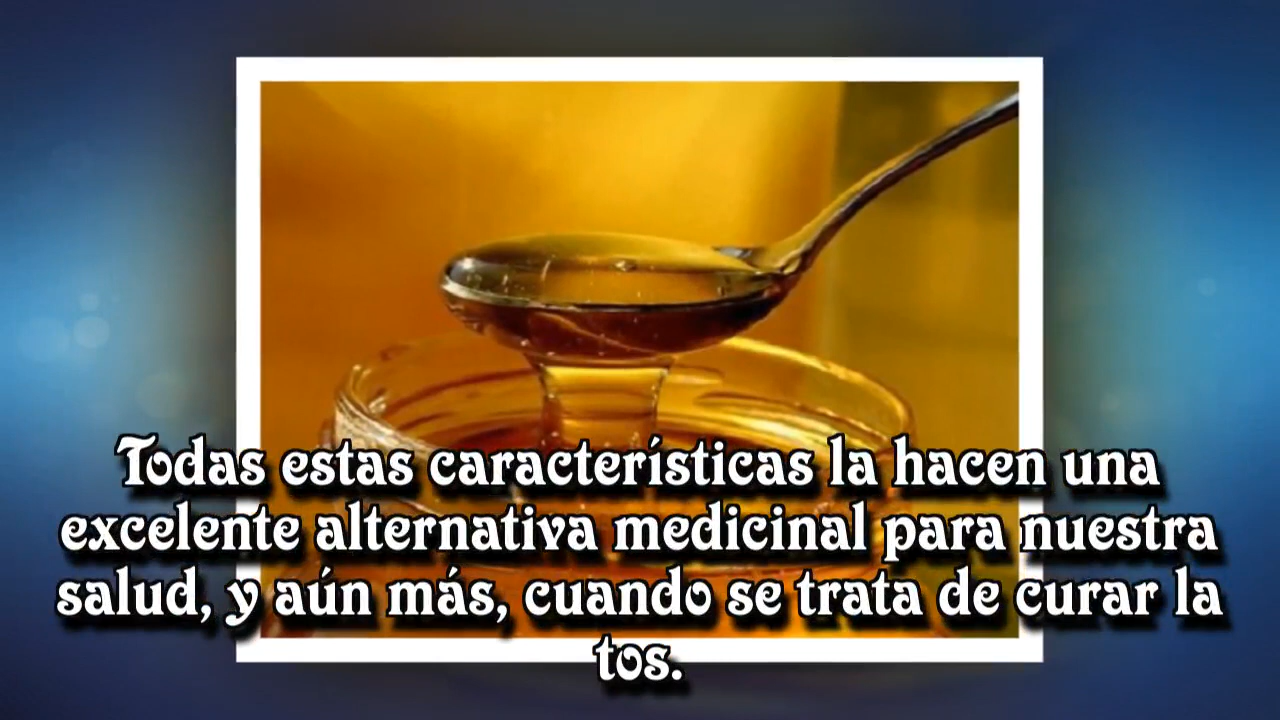 Todas estas características la hacen una
excelente alternativa medicinal para nuestra
salud, y aún más, cuando se trata de curar la
tos.